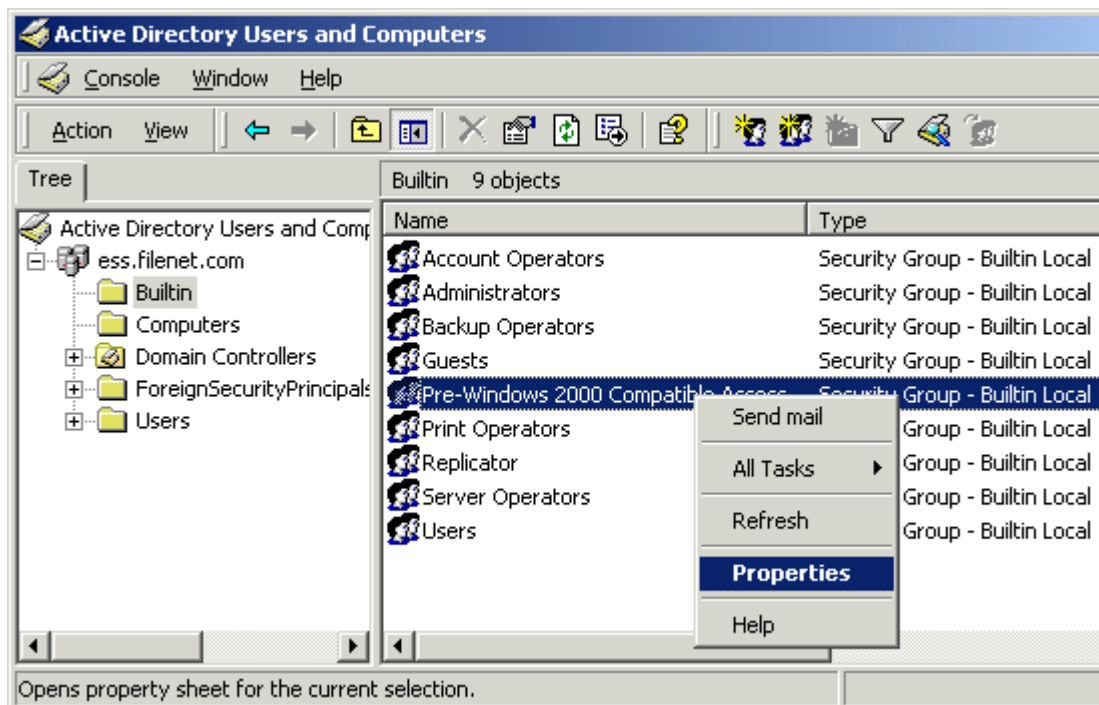 Active Directory Users and Computers
Console Window Help
Action View
Tree
Builtin 9 objects
Active Directory Users and Comp
ess.filenet.com
Builtin
Computers
Domain Controllers
ForeignSecurityPrincipals
Users
Name Type
Account Operators Security Group - Builtin Local
Administrators Security Group - Builtin Local
Backup Operators Security Group - Builtin Local
Guests Security Group - Builtin Local
Pre-Windows 2000 Compatible Access Security Group - Builtin Local
Print Operators Group - Builtin Local
Replicator Group - Builtin Local
Server Operators Group - Builtin Local
Users Group - Builtin Local
Send mail
All Tasks
Refresh
Properties
Help
Opens property sheet for the current selection.